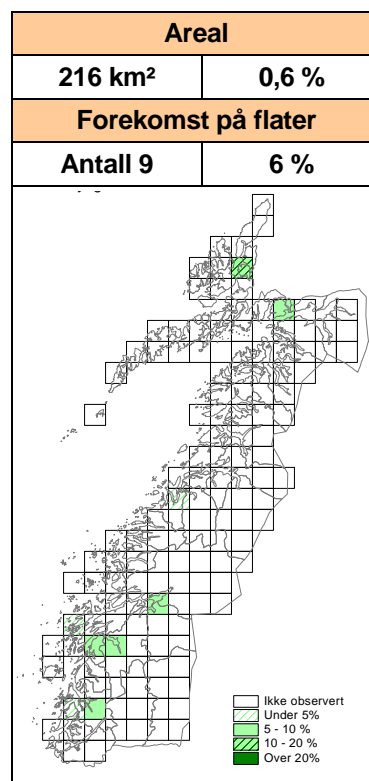 Areal
216 km² 0,6 %
Forekomst på flater
Antall 9 6 %
Ikke observert
Under 5%
5 - 10 %
10 - 20 %
Over 20%